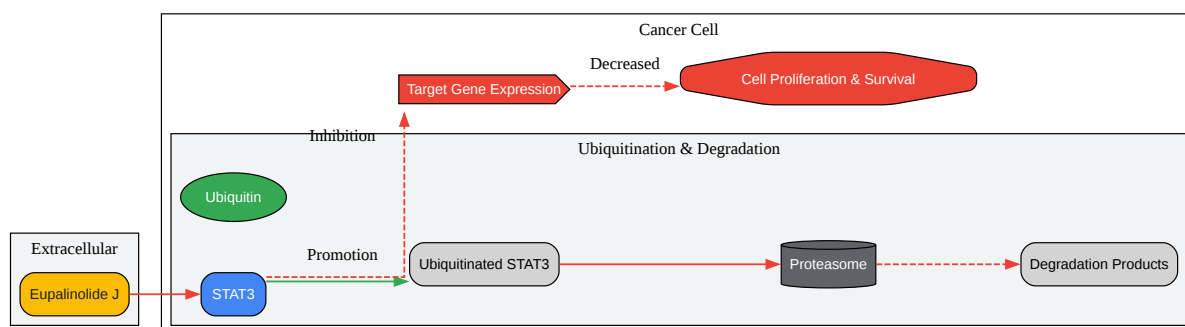 Cancer Cell
Decreased
Target Gene Expression
Cell Proliferation & Survival
Inhibition
Ubiquitination & Degradation
Ubiquitin
Extracellular
Promotion
Eupalinolide J
STAT3
Ubiquitinated STAT3
Proteasome
Degradation Products